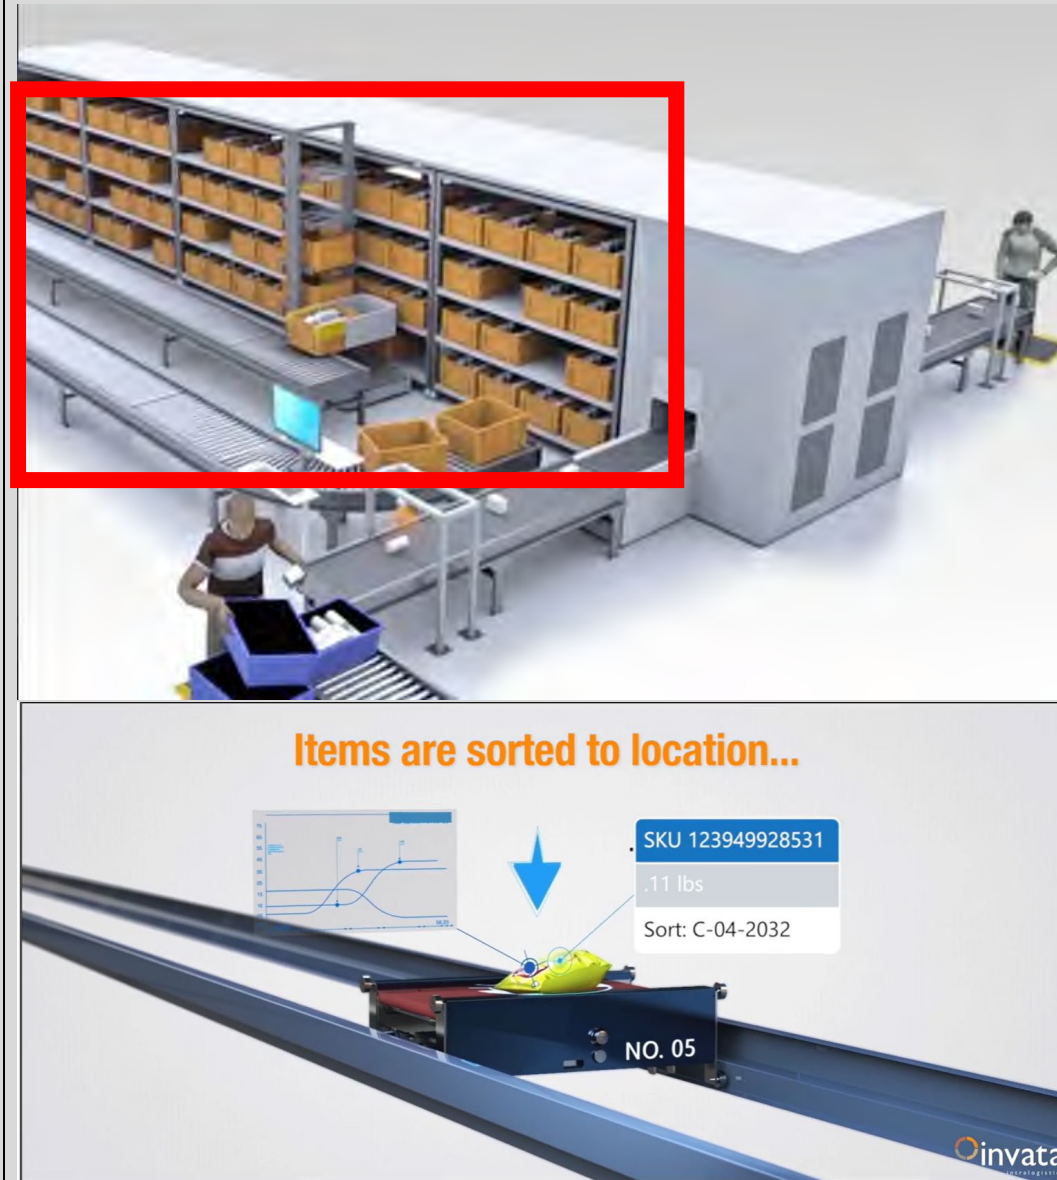 Items are sorted to location...
SKU 123949928531
.11 lbs
Sort: C-04-2032
NO. 05
invata